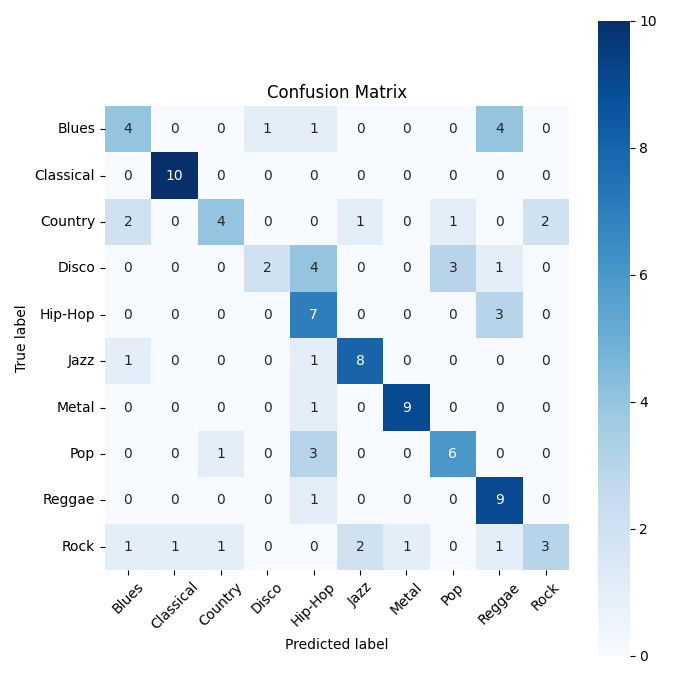 Confusion Matrix
True label
Blues 4 0 0 1 1 0 0 0 4 0
Classical 0 10 0 0 0 0 0 0 0 0
Country 2 0 4 0 0 1 0 1 0 2
Disco 0 0 0 2 4 0 0 3 1 0
Hip-Hop 0 0 0 0 7 0 0 0 3 0
Jazz 1 0 0 0 1 8 0 0 0 0
Metal 0 0 0 0 1 0 9 0 0 0
Pop 0 0 1 0 3 0 0 6 0 0
Reggae 0 0 0 0 1 0 0 0 9 0
Rock 1 1 1 0 0 2 1 0 1 3
Blues Classical Country Disco Hip-Hop Jazz Metal Pop Reggae Rock
Predicted label
10
8
6
4
2
0